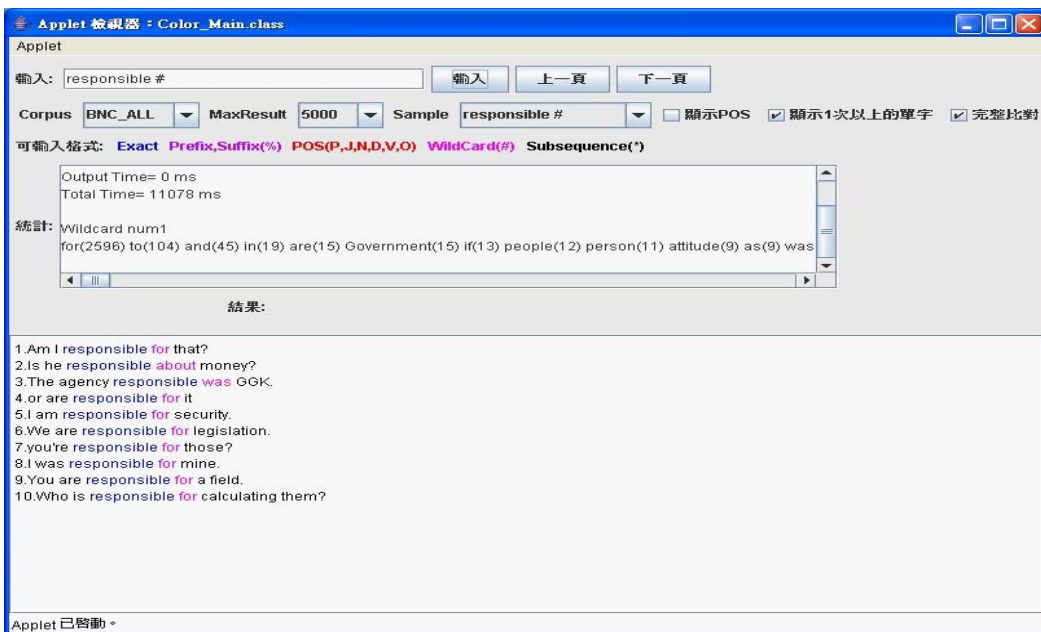 Applet 檢視器：Color_Main.class
Applet
輸入: responsible # 輸入 上一頁 下一頁
Corpus BNC_ALL MaxResult 5000 Sample responsible # 顯示POS 顯示1次以上的單字 完整比對
可輸入格式: Exact Prefix,Suffix(%) POS(P,J,N,D,V,O) WildCard(#) Subsequence(*)
Output Time= 0 ms
Total Time= 11078 ms
統計: Wildcard num1
for(2596) to(104) and(45) in(19) are(15) Government(15) if(13) people(12) person(11) attitude(9) as(9) was
結果:
1.Am I responsible for that?
2.Is he responsible about money?
3.The agency responsible was GGK.
4.or are responsible for it
5.I am responsible for security.
6.We are responsible for legislation.
7.you're responsible for those?
8.I was responsible for mine.
9.You are responsible for a field.
10.Who is responsible for calculating them?
Applet 已啓動。